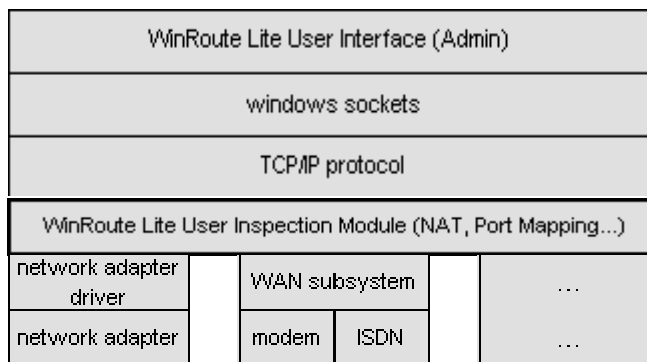 WinRoute Lite User Interface (Admin)
windows sockets
TCP/IP protocol
WinRoute Lite User Inspection Module (NAT, Port Mapping...)
network adapter
driver
WAN subsystem
...
network adapter
modem
ISDN
...